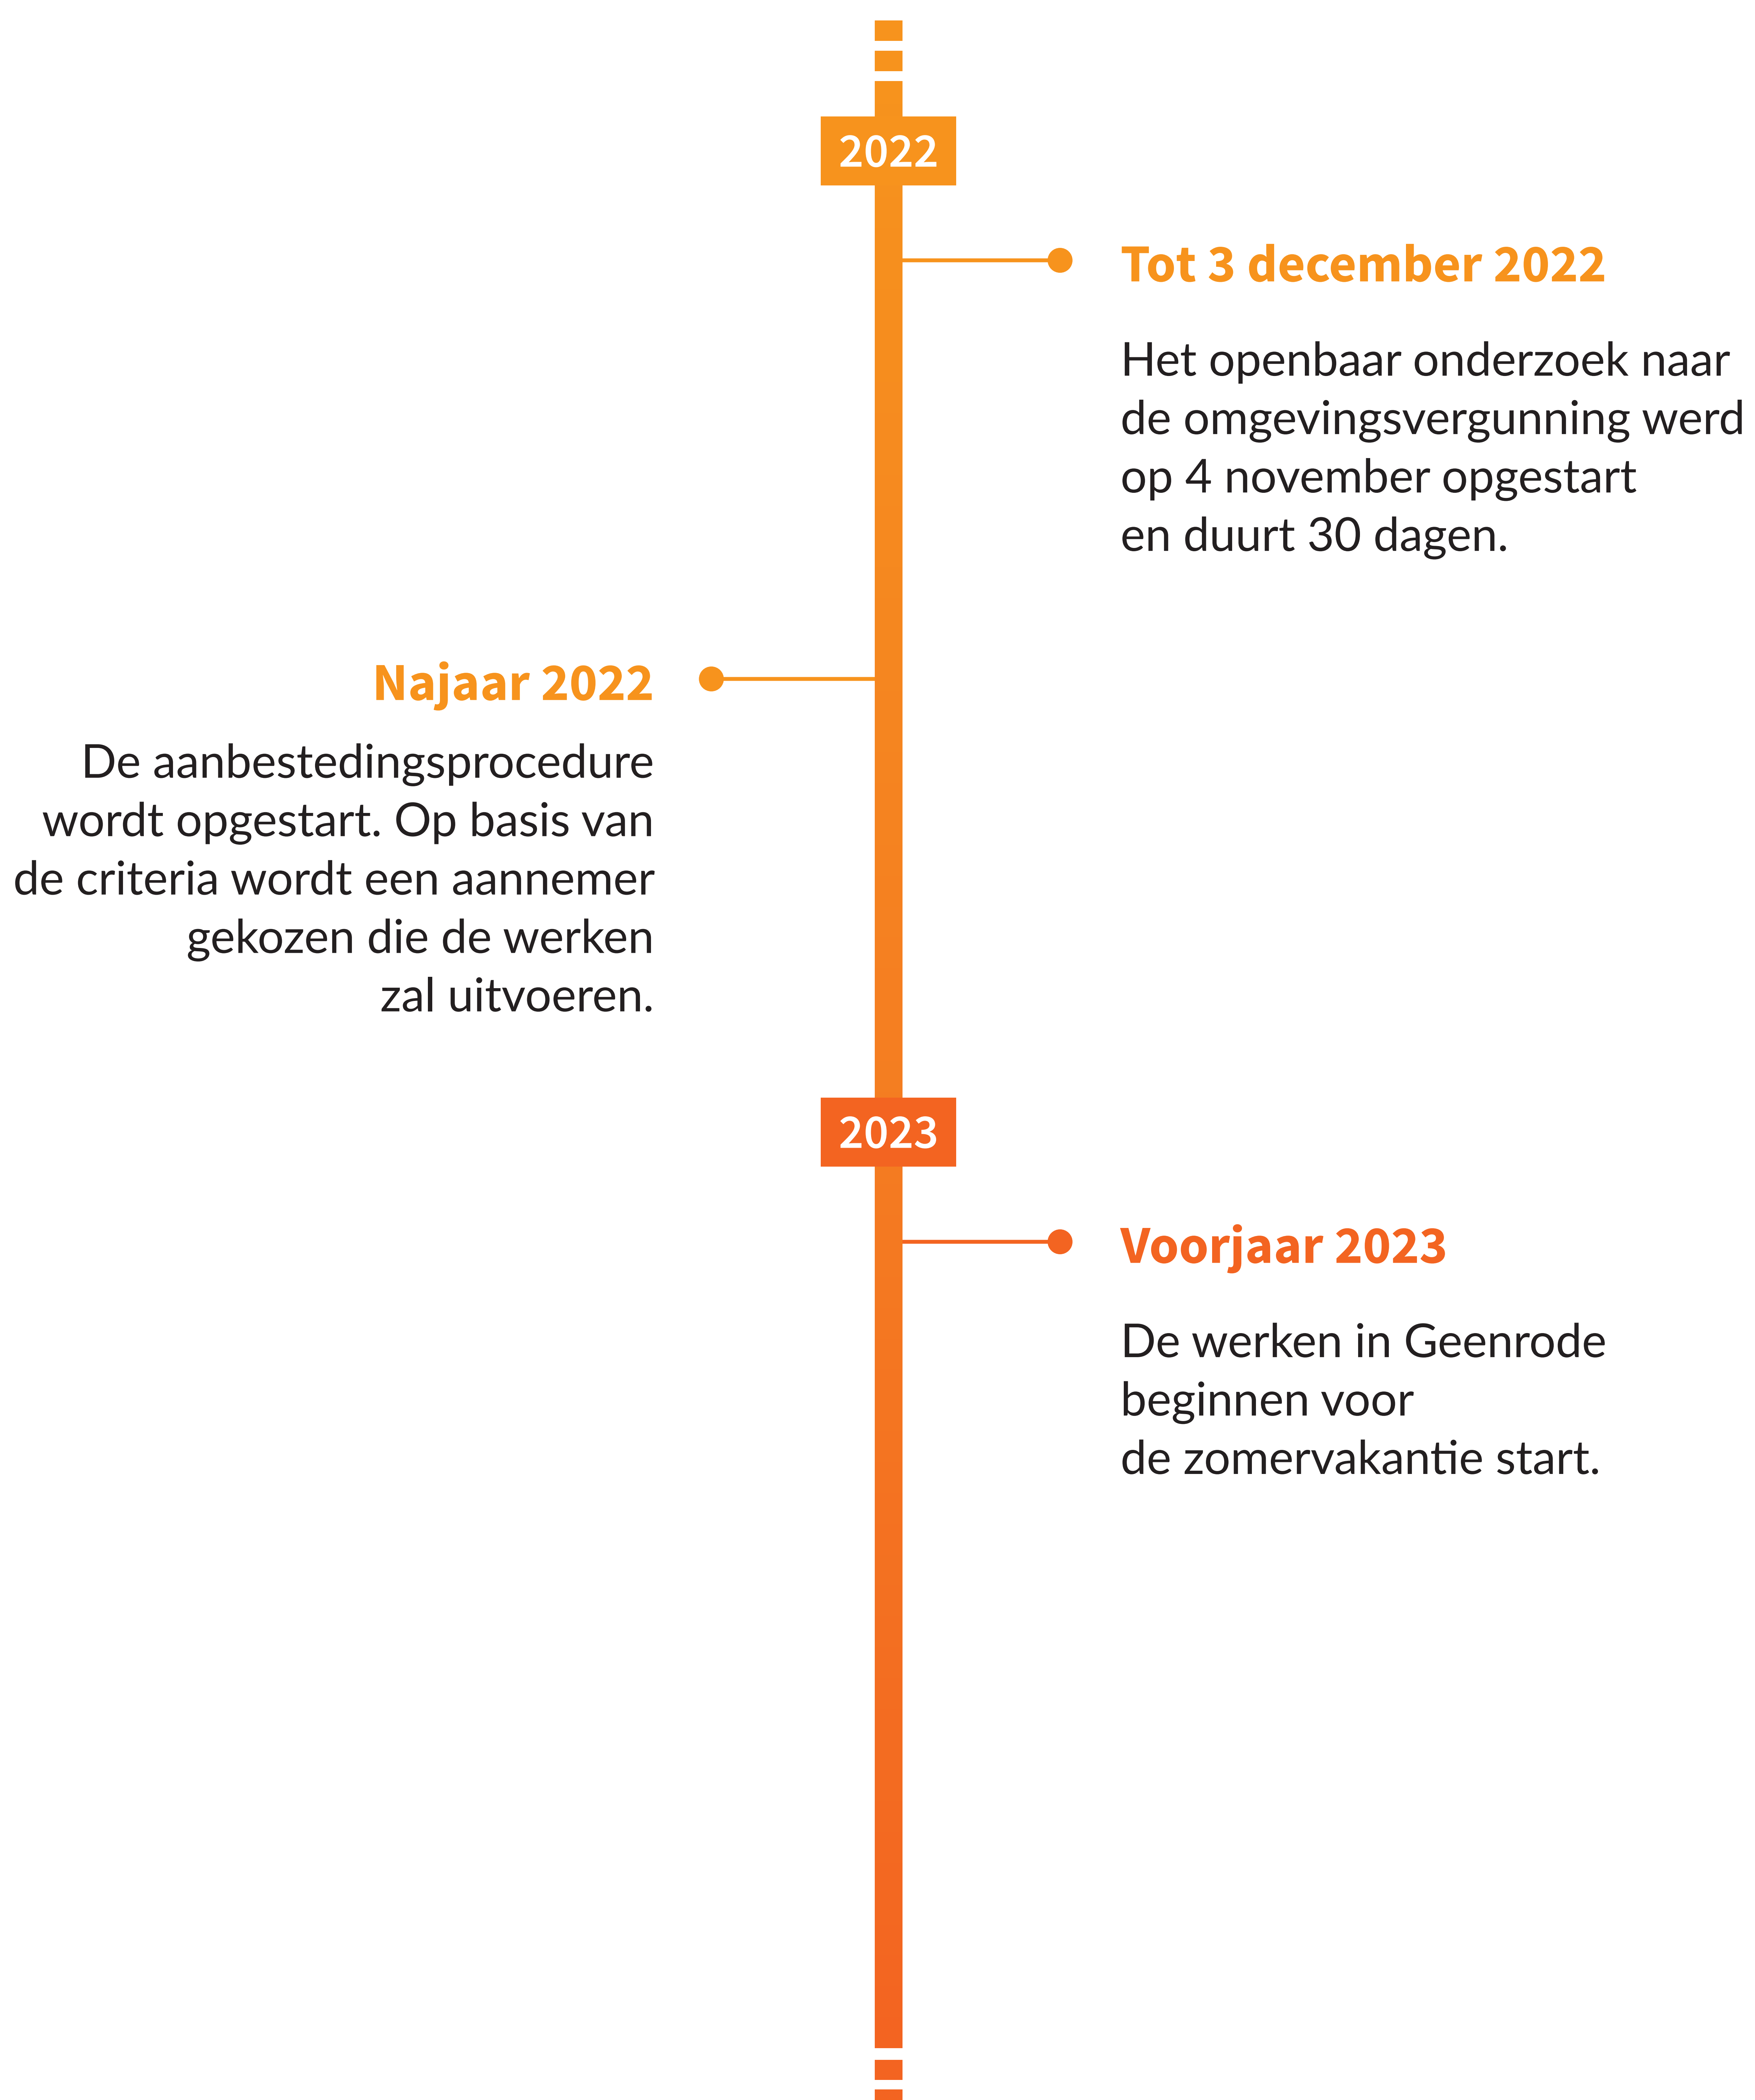 2022
Tot 3 december 2022
Het openbaar onderzoek naar
de omgevingsvergunning werd
op 4 november opgestart
en duurt 30 dagen.
Najaar 2022
De aanbestedingsprocedure
wordt opgestart. Op basis van
de criteria wordt een aannemer
gekozen die de werken
zal uitvoeren.
2023
Voorjaar 2023
De werken in Geenrode
beginnen voor
de zomervakantie start.